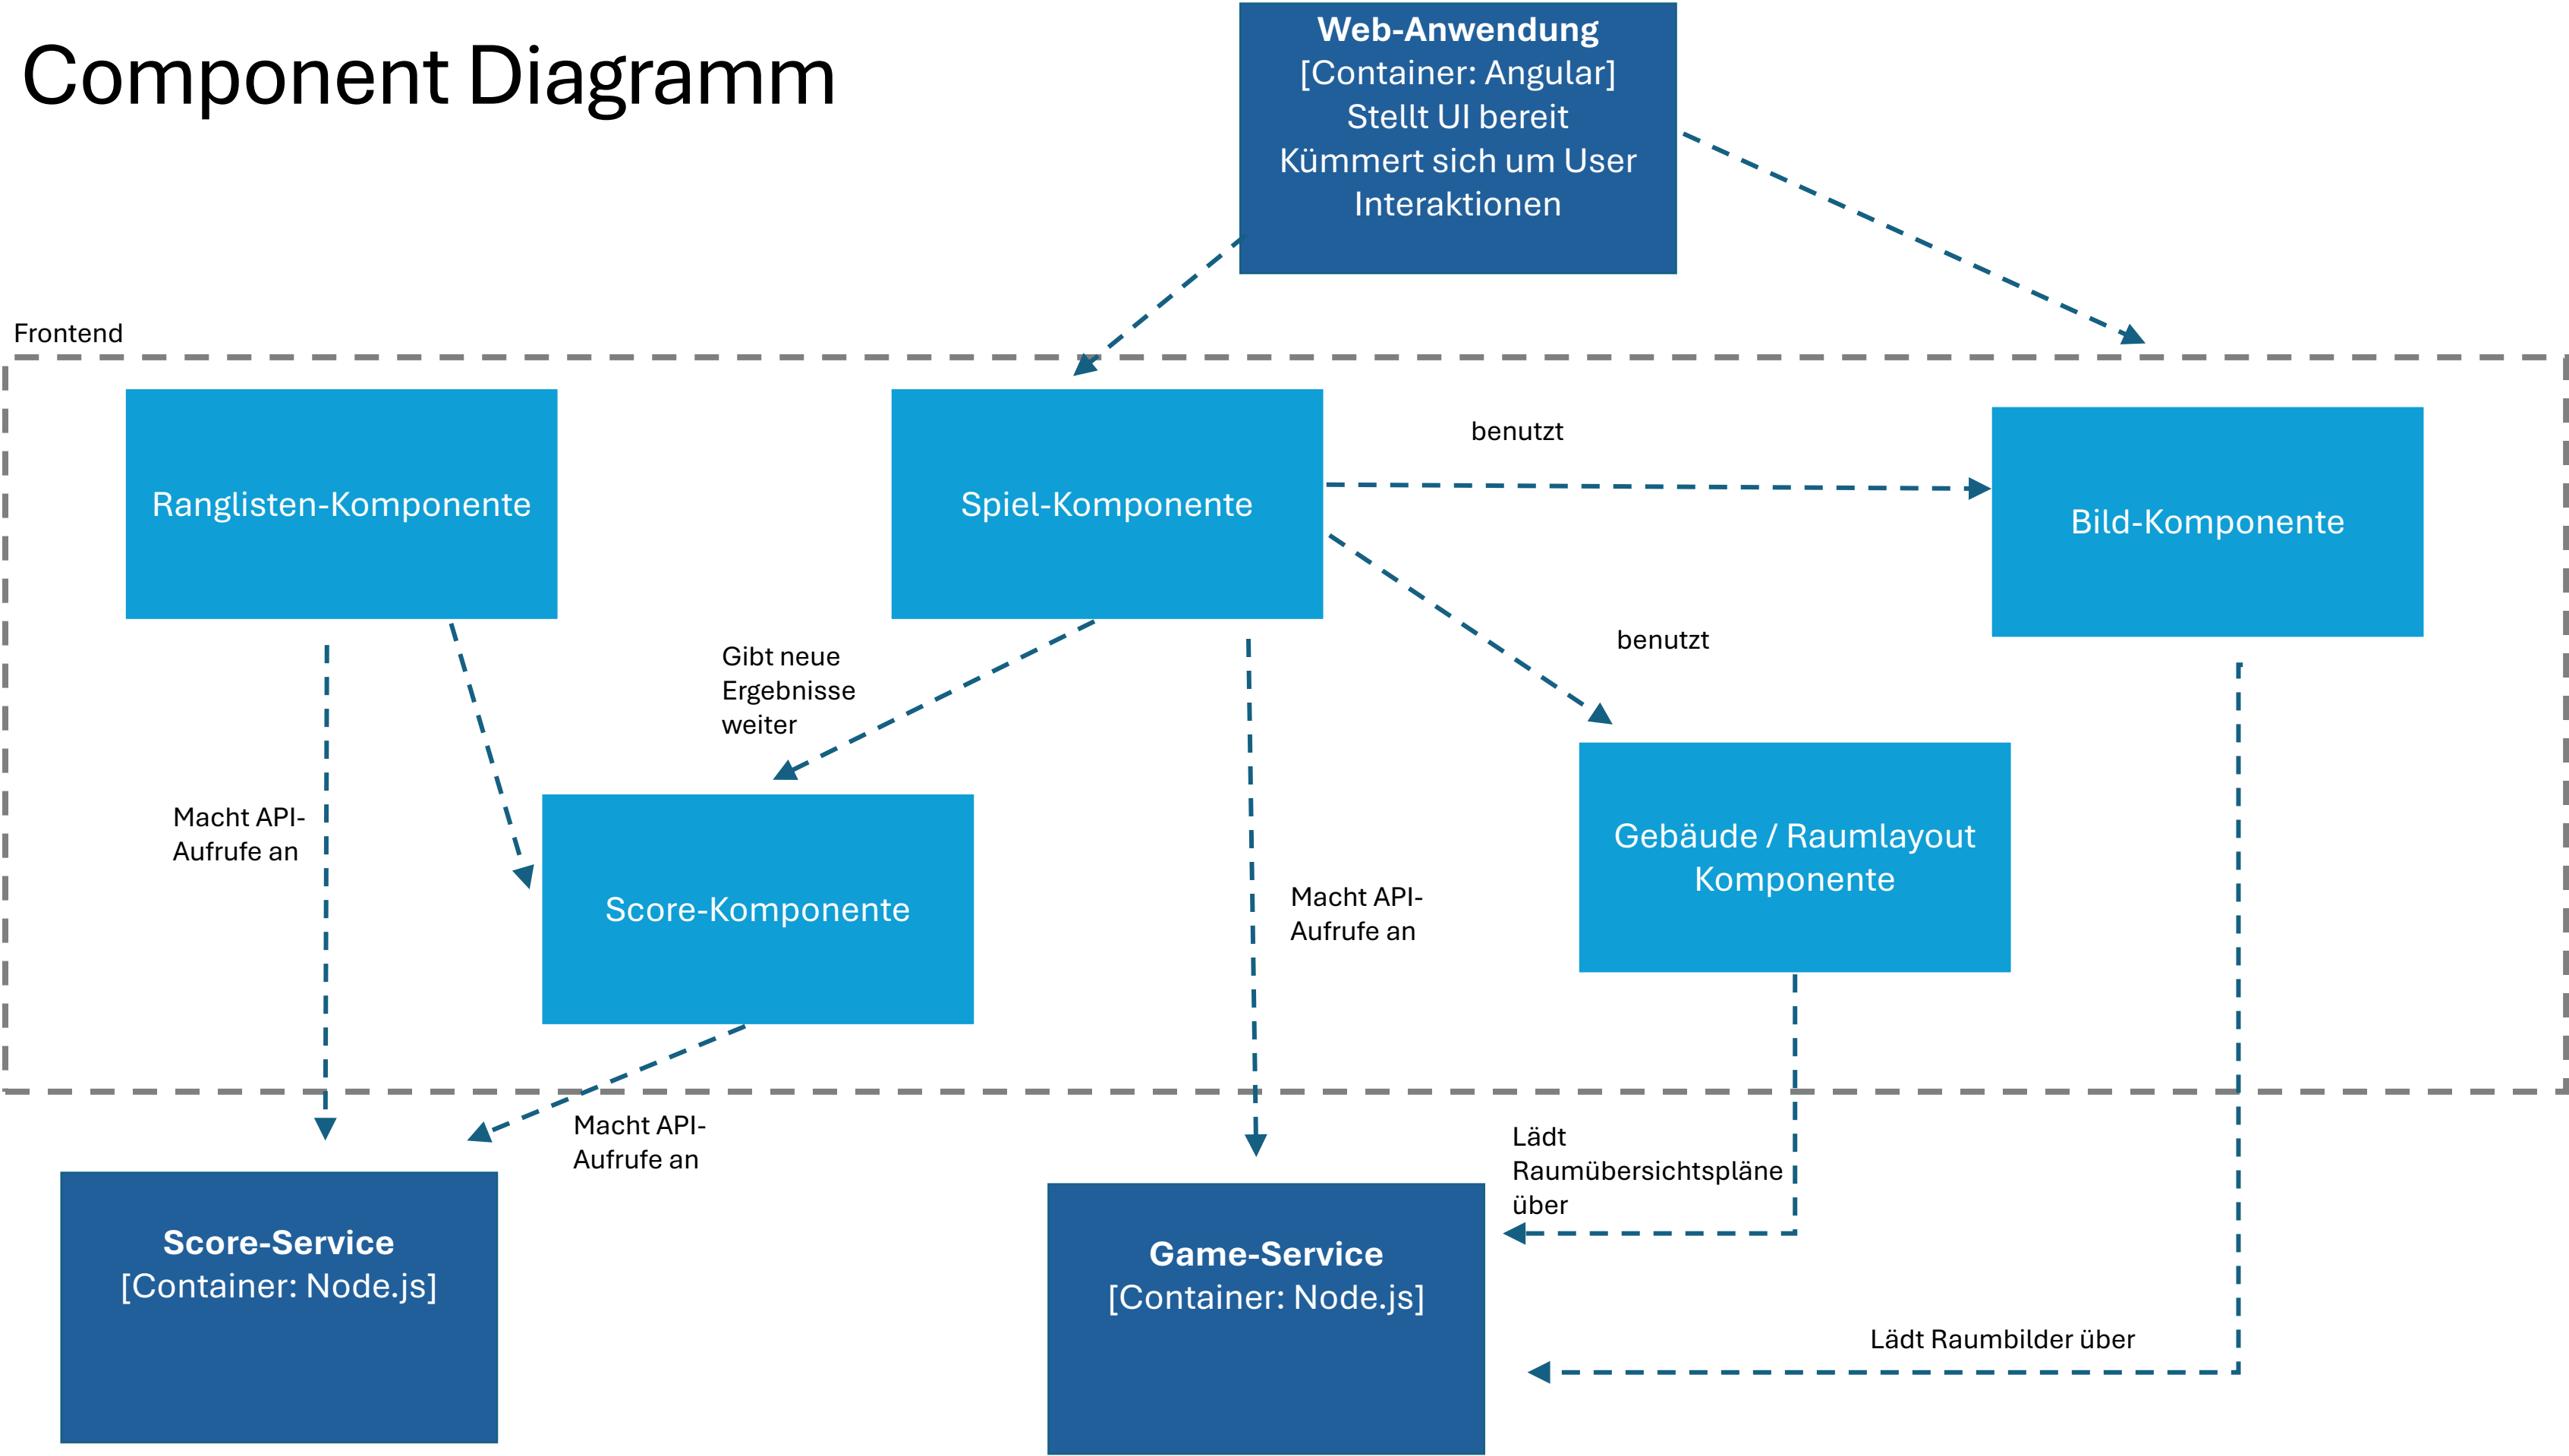 Component Diagramm
Web-Anwendung
[Container: Angular]
Stellt UI bereit
Kümmert sich um User
Interaktionen
Frontend
Ranglisten-Komponente
Spiel-Komponente
benutzt
Bild-Komponente
Gibt neue
Ergebnisse
weiter
benutzt
Macht API-
Aufrufe an
Score-Komponente
Macht API-
Aufrufe an
Gebäude / Raumlayout
Komponente
Macht API-
Aufrufe an
Lädt
Raumübersichtspläne
über
Score-Service
[Container: Node.js]
Game-Service
[Container: Node.js]
Lädt Raumbilder über